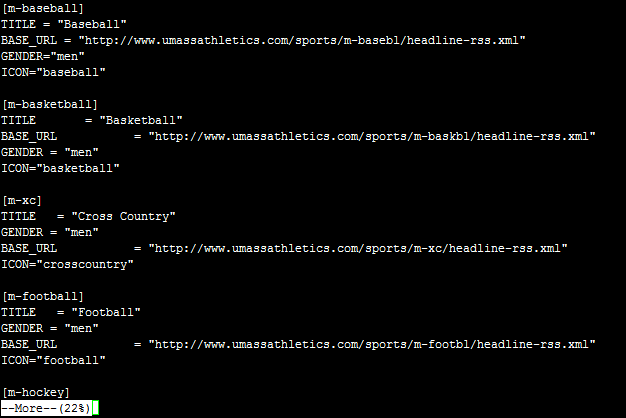 [m-baseball]
TITLE = "Baseball"
BASE_URL = "http://www.umassathletics.com/sports/m-basebl/headline-rss.xml"
GENDER="men"
ICON="baseball"

[m-basketball]
TITLE       = "Basketball"
BASE_URL           = "http://www.umassathletics.com/sports/m-baskbl/headline-rss.xml"
GENDER = "men"
ICON="basketball"

[m-xc]
TITLE   = "Cross Country"
GENDER = "men"
BASE_URL           = "http://www.umassathletics.com/sports/m-xc/headline-rss.xml"
ICON="crosscountry"

[m-football]
TITLE   = "Football"
GENDER = "men"
BASE_URL           = "http://www.umassathletics.com/sports/m-footbl/headline-rss.xml"
ICON="football"

[m-hockey]
--More--(22%)